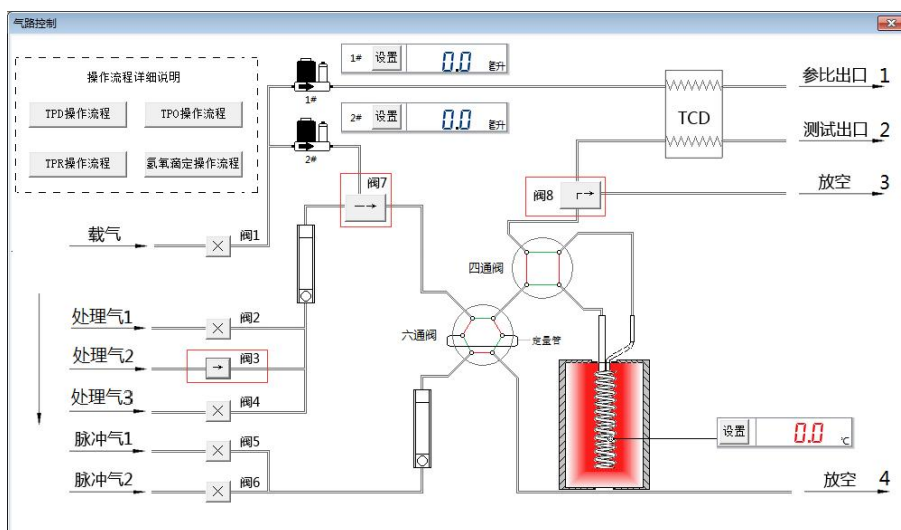 气路控制
操作流程详细说明
TPD操作流程
TPO操作流程
TPR操作流程
氢氧滴定操作流程
1# 设置 0.0 毫升
1#
2# 设置 0.0 毫升
2#
TCD
参比出口 1
测试出口 2
放空 3
阀7
阀8
载气
阀1
四通阀
处理气1
阀2
六通阀
定量管
处理气2
阀3
处理气3
阀4
脉冲气1
阀5
设置 0.0 ℃
脉冲气2
阀6
放空 4